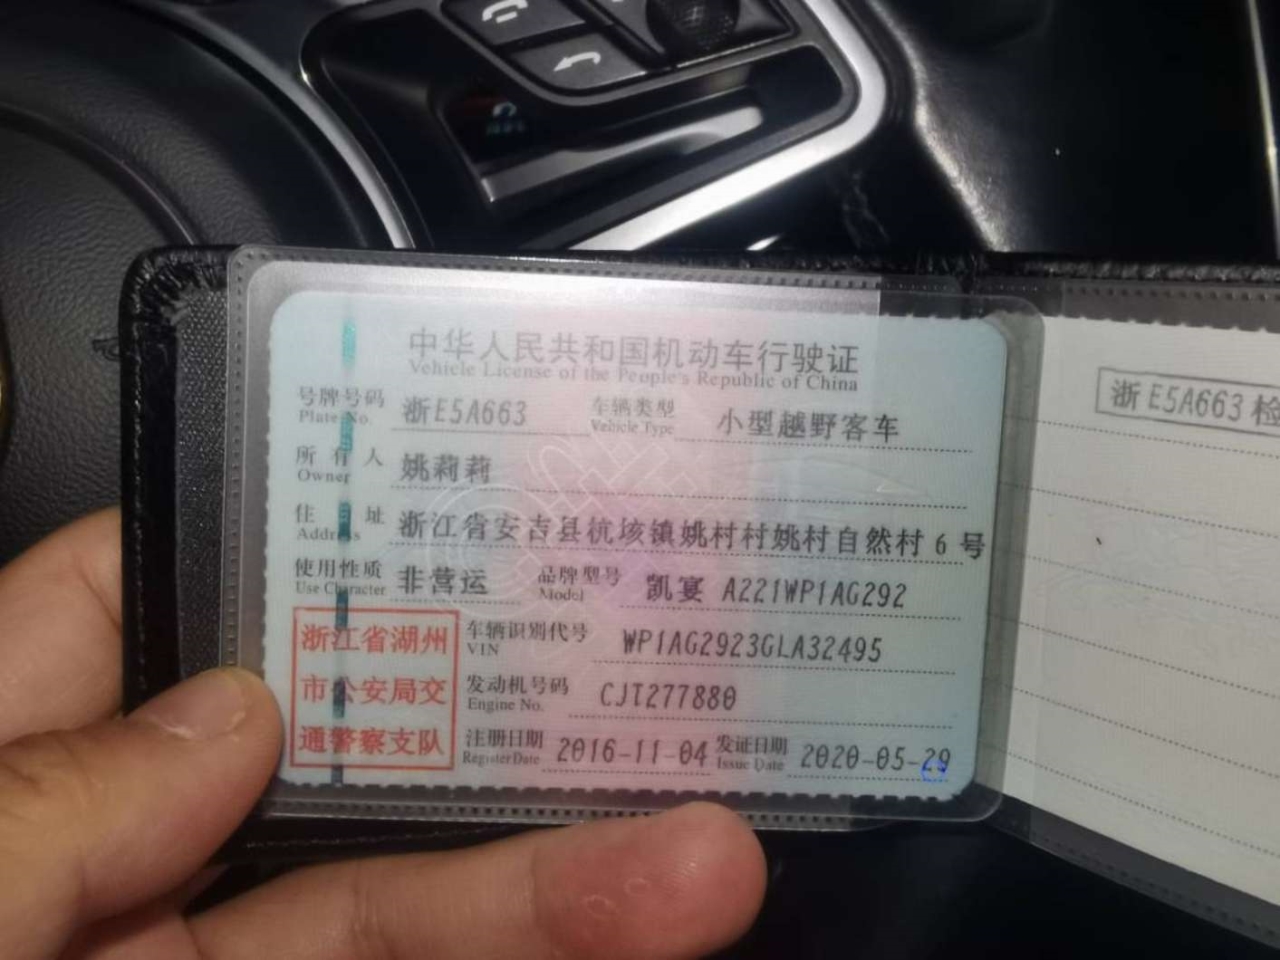 中华人民共和国机动车行驶证
Vehicle License of the People's Republic of China
号牌号码 浙E5A663 车辆类型 小型越野客车
Plate No. Vehicle Type
所有人 姚莉莉
Owner
住址 浙江省安吉县杭垓镇姚村村姚村自然村6号
Address
使用性质 非营运 品牌型号 凯宴 A221WP1AG292
Use Character Model
车辆识别代号 WP1AG2923GLA32495
VIN
发动机号码 CJT277880
Engine No.
注册日期 2016-11-04 发证日期 2020-05-29
Register Date Issue Date
浙江省湖州
市公安局交
通警察支队
浙E5A663检